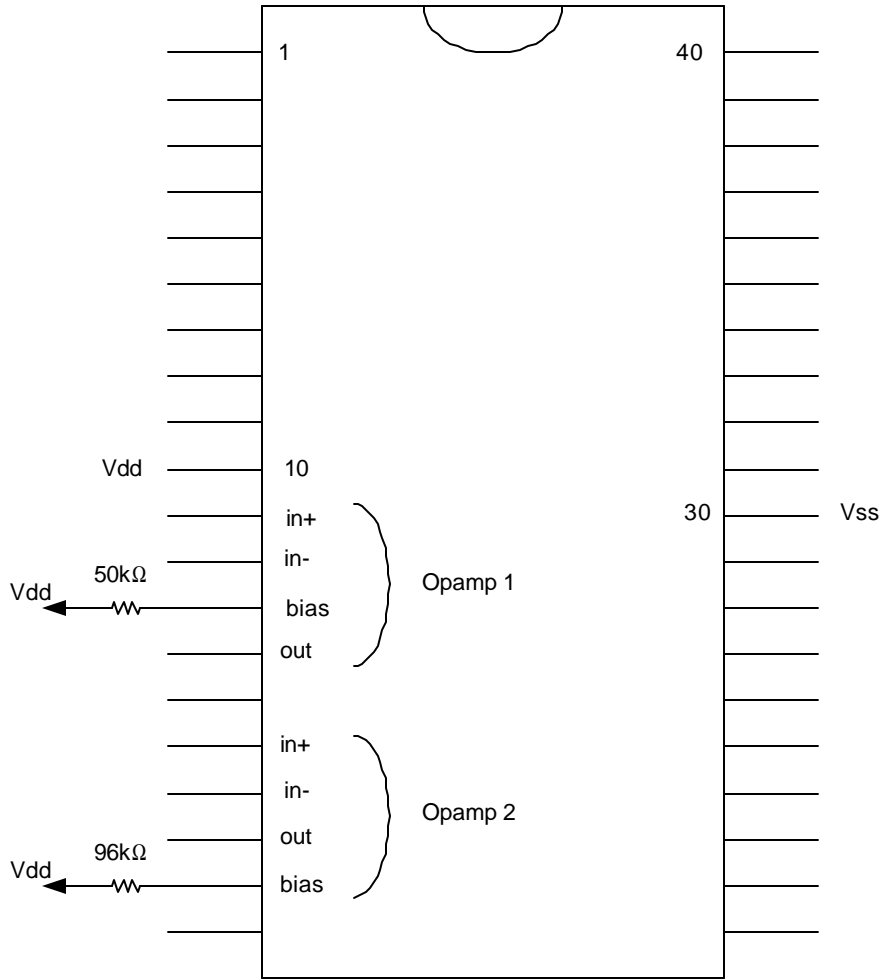 1 40
Vdd 10
in+ 30 Vss
in-
50kΩ
Vdd
bias
Opamp 1
out
in+
in-
Opamp 2
out
96kΩ
Vdd
bias